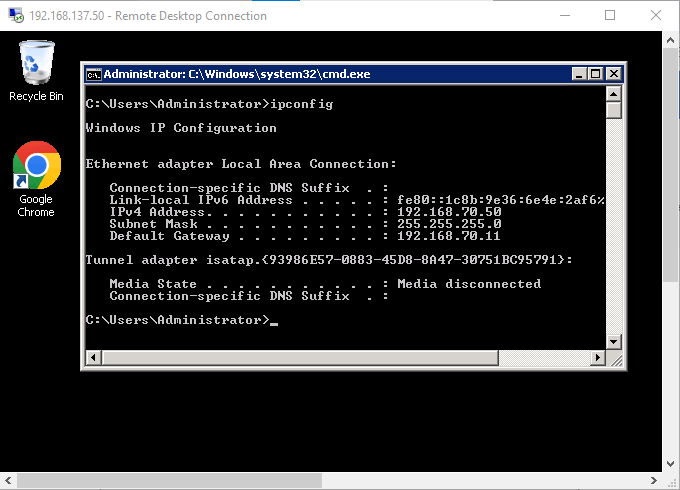 192.168.137.50 - Remote Desktop Connection
Recycle Bin
Google
Chrome
Administrator: C:\Windows\system32\cmd.exe
C:\Users\Administrator>ipconfig
Windows IP Configuration
Ethernet adapter Local Area Connection:
Connection-specific DNS Suffix  . :
Link-local IPv6 Address . . . . . : fe80::1c8b:9e36:6e4e:2af6%
IPv4 Address. . . . . . . . . . . : 192.168.70.50
Subnet Mask . . . . . . . . . . . : 255.255.255.0
Default Gateway . . . . . . . . . : 192.168.70.11
Tunnel adapter isatap.{93986E57-0883-45D8-8A47-30751BC95791}:
Media State . . . . . . . . . . . : Media disconnected
Connection-specific DNS Suffix  . :
C:\Users\Administrator>_